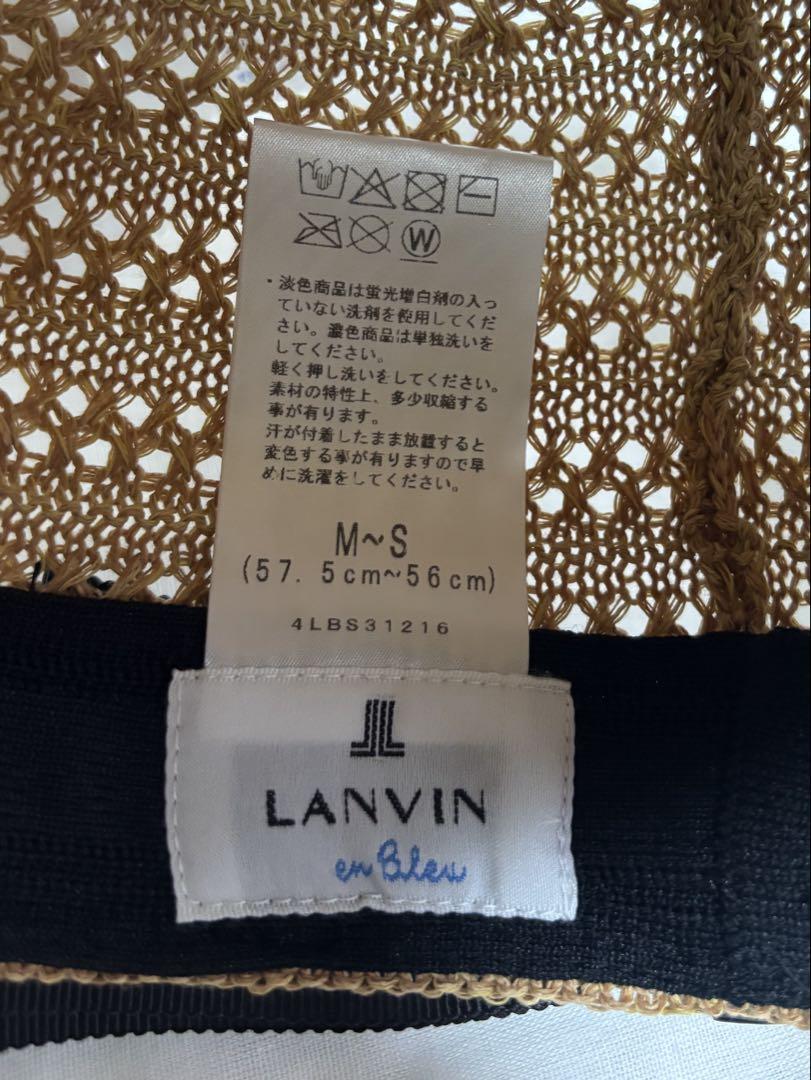 W
・淡色商品は蛍光増白剤の入っ
ていない洗剤を使用してくだ
さい。濃色商品は単独洗いを
してください。
軽く押し洗いをしてください。
素材の特性上、多少収縮する
事が有ります。
汗が付着したまま放置すると
変色する事が有りますので早
めに洗濯をしてください。
M~S
(57. 5cm~56cm)
4LBS31216
JL
LANVIN
en Bleu